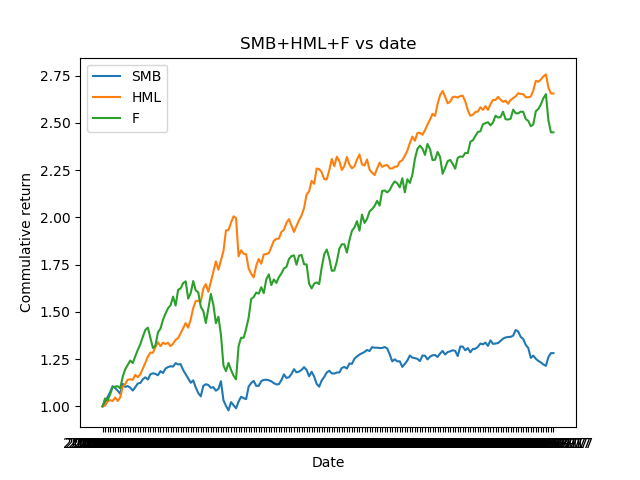 SMB+HML+F vs date
SMB
HML
F
2.75
2.50
2.25
2.00
1.75
1.50
1.25
1.00
Commulative return
Date